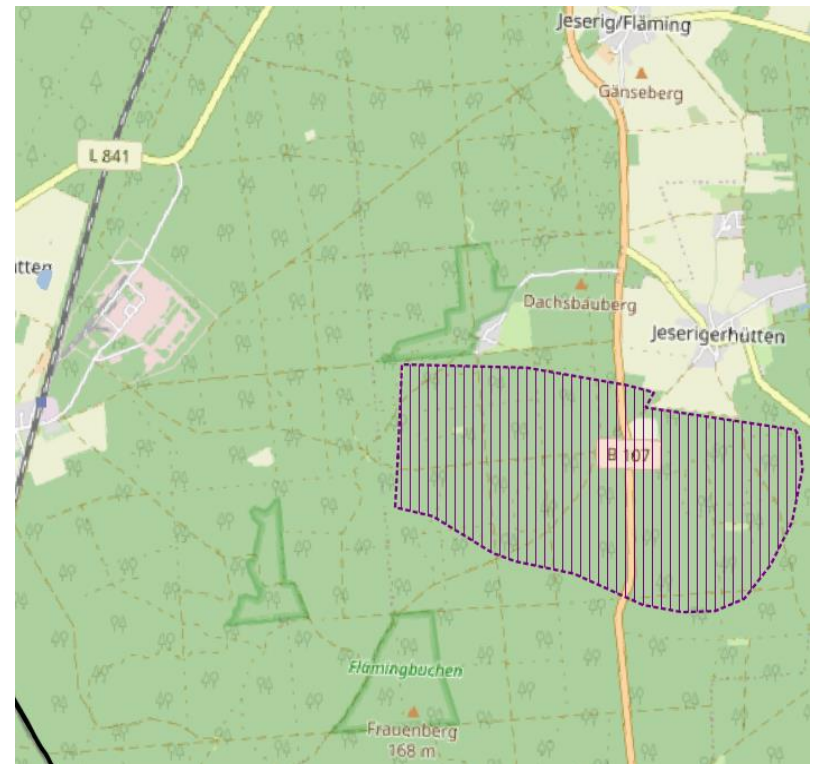 Jeserig/Fläming
Gänseberg
L 841
ütten
Dachsbauberg
Jeserigerhütten
B 107
Flämingbuchen
Frauenberg
168 m